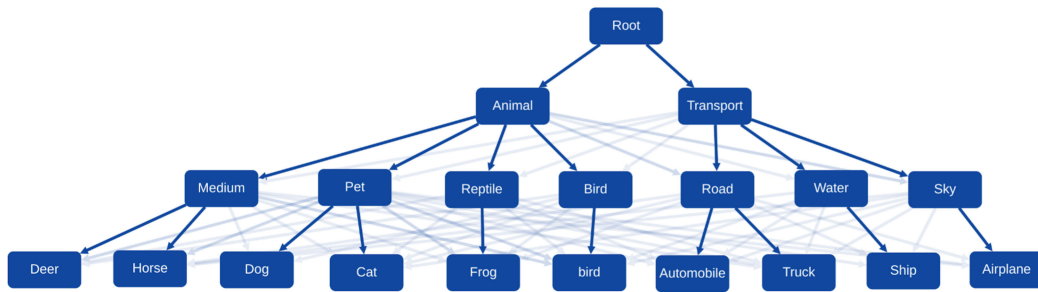 Root
Animal
Transport
Medium
Pet
Reptile
Bird
Road
Water
Sky
Deer
Horse
Dog
Cat
Frog
bird
Automobile
Truck
Ship
Airplane